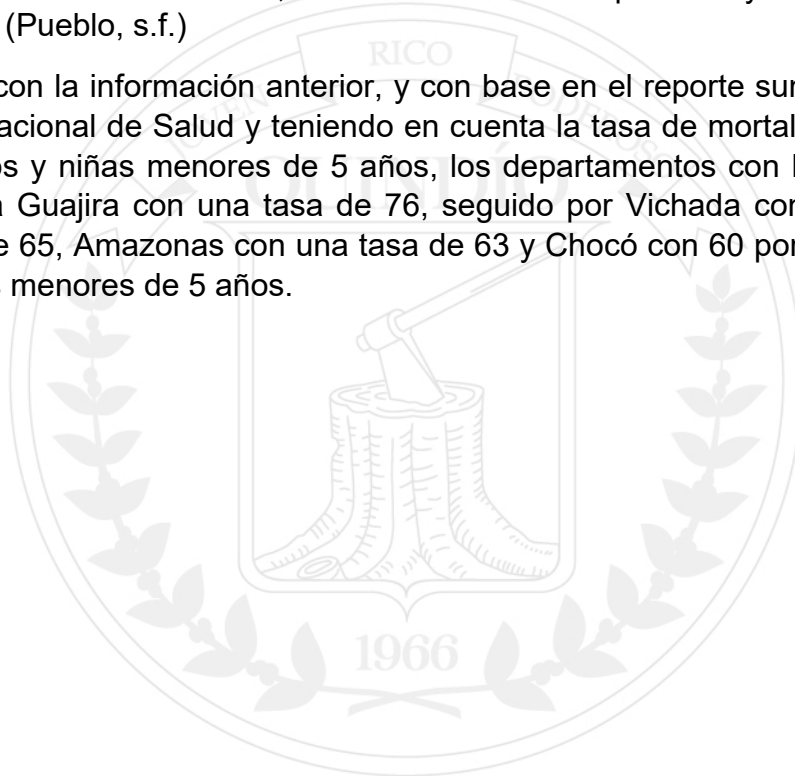 (Pueblo, s.f.)
RICO
con la información anterior, y con base en el reporte
acional de Salud y teniendo en cuenta la tasa de mortal
os y niñas menores de 5 años, los departamentos con
QUINDÍO
a Guajira con una tasa de 76, seguido por Vichada con
e 65, Amazonas con una tasa de 63 y Chocó con 60 por
s menores de 5 años.
1966